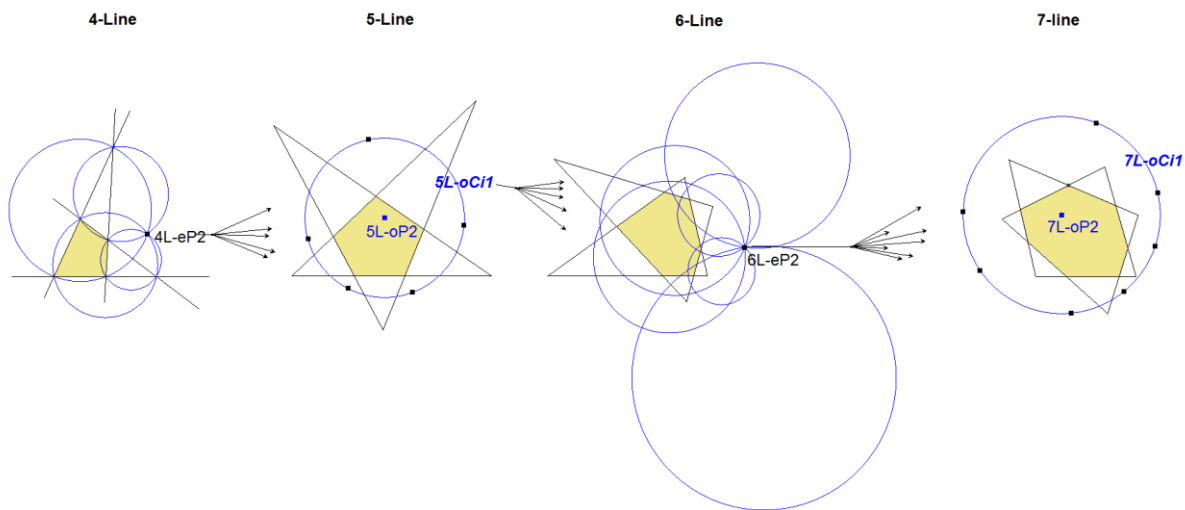 4-Line
5-Line
6-Line
7-line
4L-eP2
5L-oCi1
5L-oP2
6L-eP2
7L-oCi1
7L-oP2